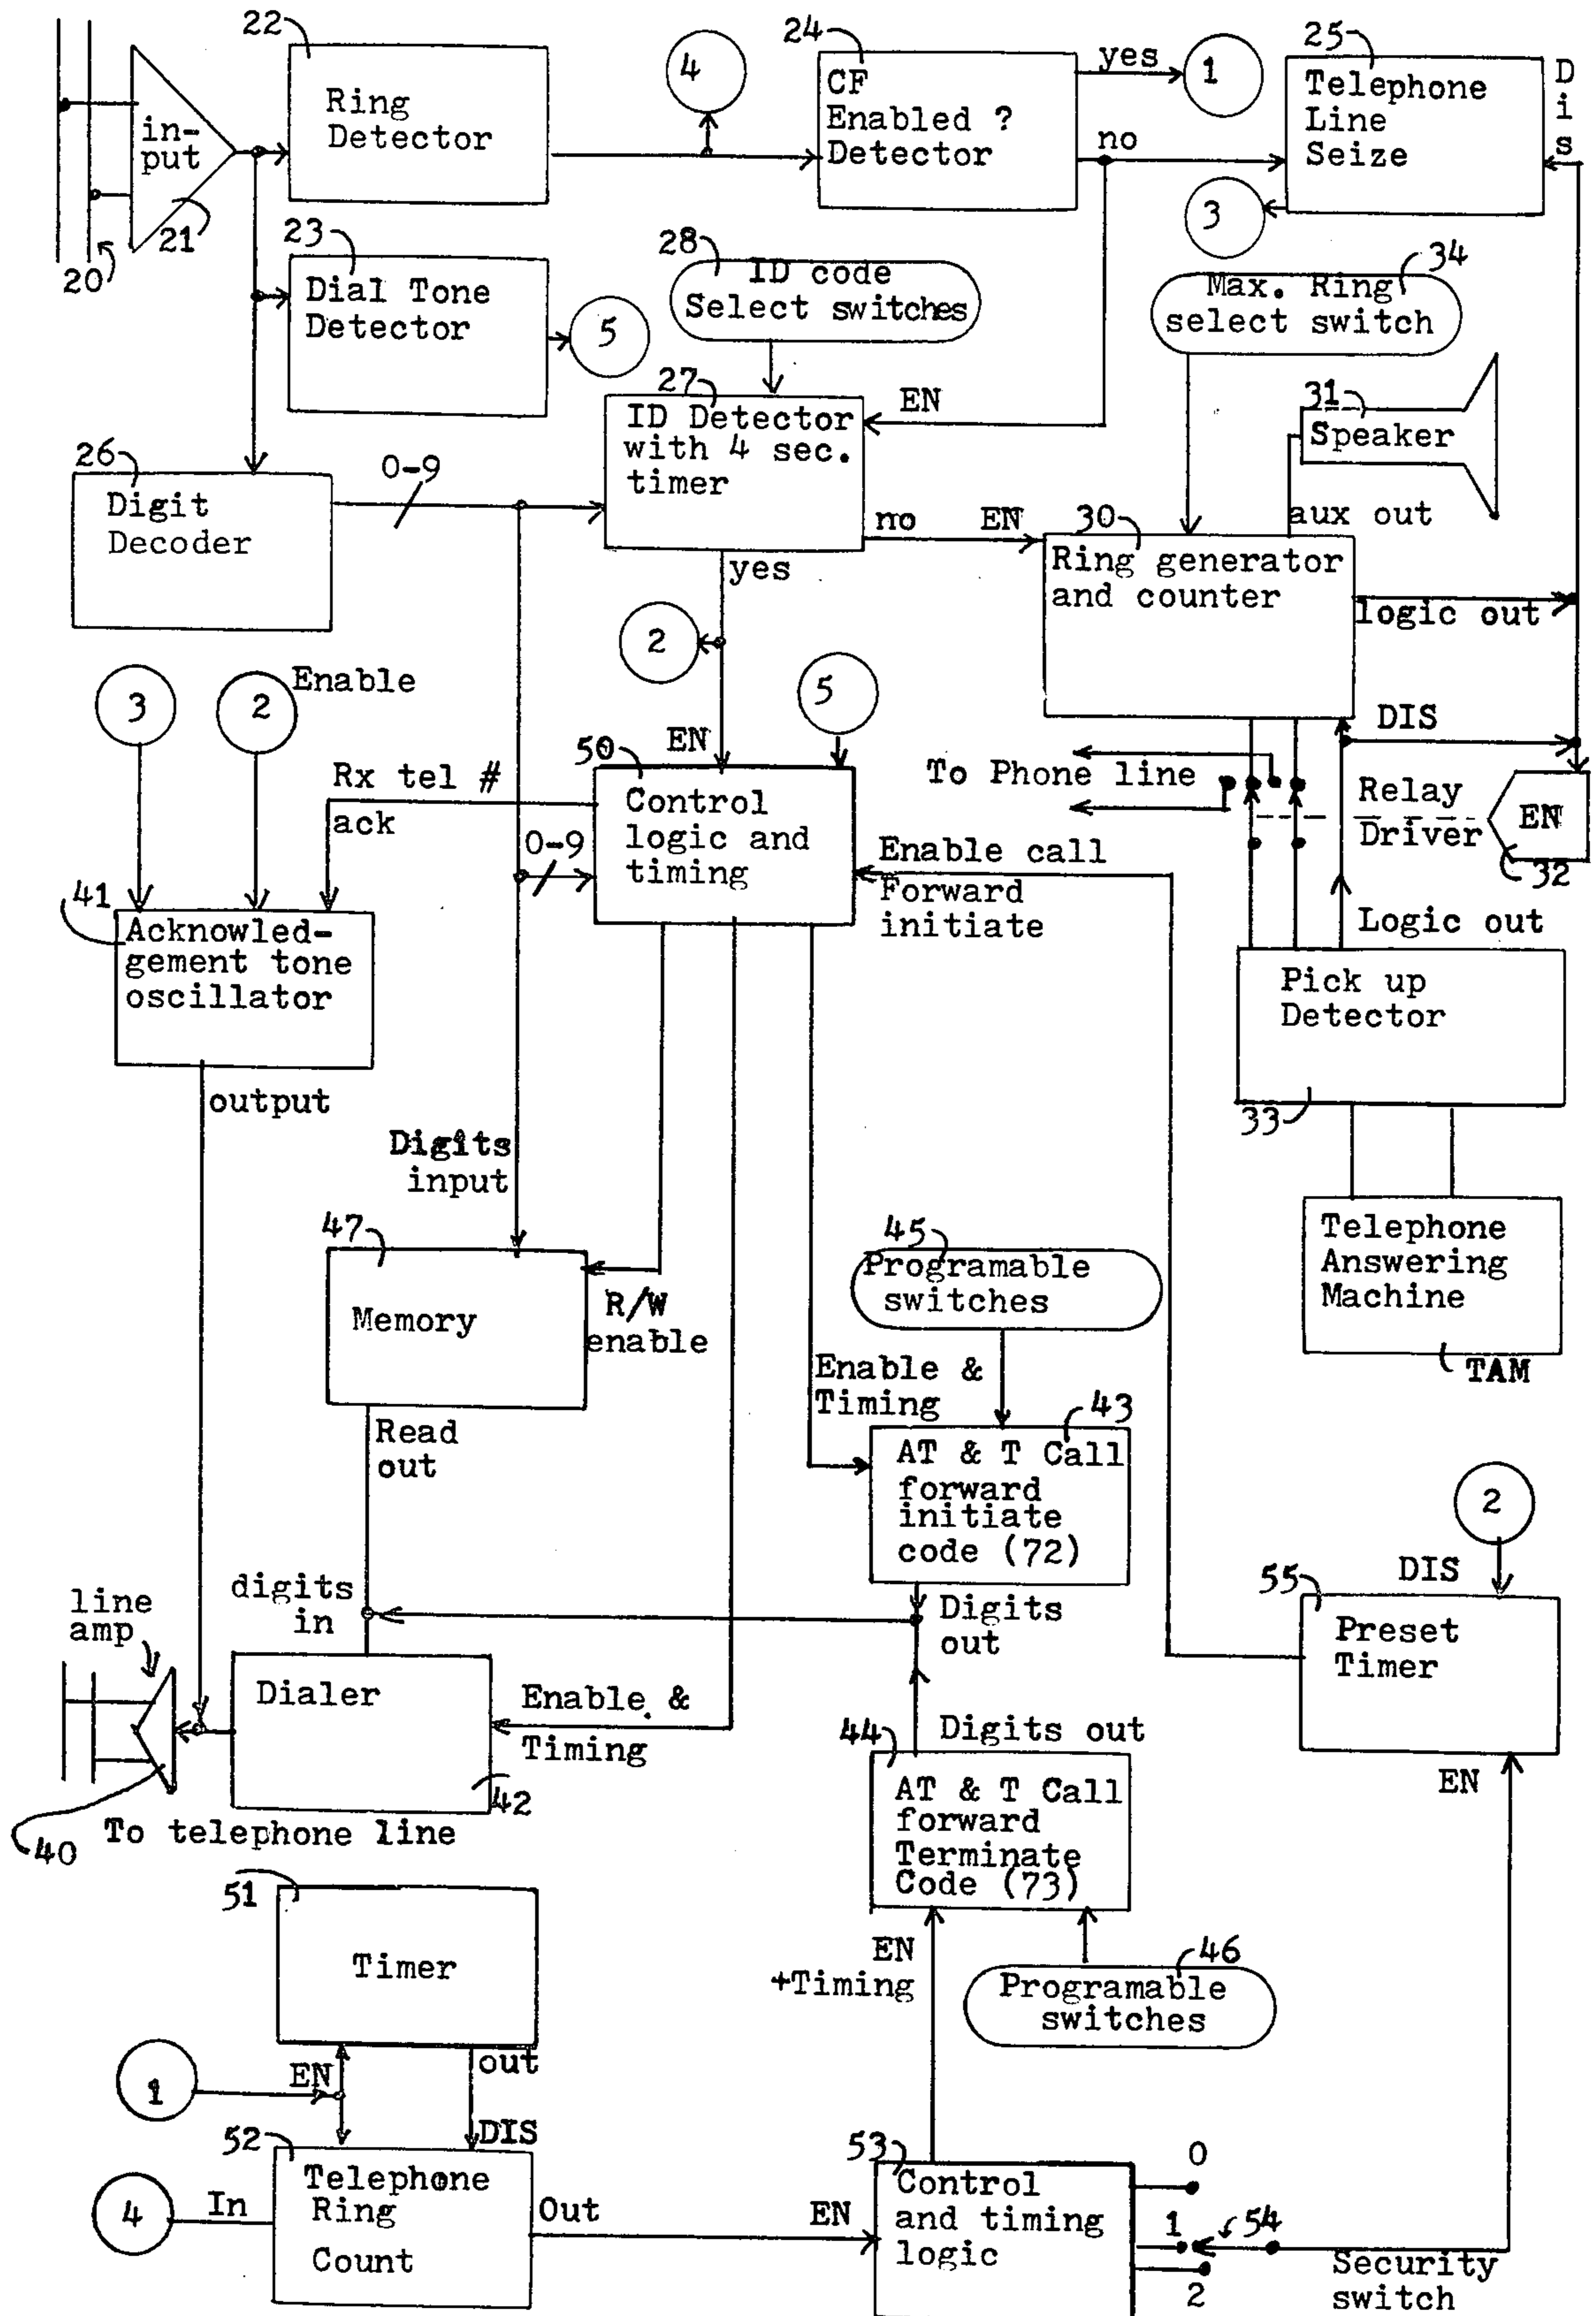 22
Ring
Detector
4
24
CF
Enabled ?
Detector
yes
1
no
25
Telephone
Line
Seize
D
i
s
3
in-
put
21
20
23
Dial Tone
Detector
5
28
ID code
Select switches
34
Max. Ring
select switch
27
ID Detector
with 4 sec.
timer
EN
31
Speaker
aux out
26
Digit
Decoder
0-9
no EN
yes
30
Ring generator
and counter
logic out
2
5
3
2
Enable
DIS
50
EN
Control
logic and
timing
Rx tel #
ack
0-9
To Phone line
Relay
Driver
EN
32
Enable call
Forward
initiate
Logic out
41
Acknowled-
gement tone
oscillator
output
Pick up
Detector
33
Digits
input
Telephone
Answering
Machine
TAM
47
Memory
R/W
enable
45
Programable
switches
Enable &
Timing
43
AT & T Call
forward
initiate
code (72)
Read
out
2
DIS
55
Preset
Timer
EN
digits
in
Digits
out
line
amp
Dialer
42
Enable &
Timing
40
To telephone line
44
Digits out
AT & T Call
forward
Terminate
Code (73)
EN
+Timing
46
Programable
switches
51
Timer
out
1
EN
DIS
52
Telephone
Ring
Count
4
In
Out
EN
53
Control
and timing
logic
0
1
2
54
Security
switch